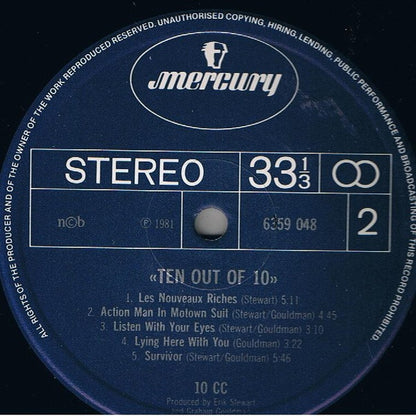 ALL RIGHTS OF THE PRODUCER AND OF THE OWNER OF THE WORK REPRODUCED RESERVED. UNAUTHORISED COPYING, HIRING, LENDING, PUBLIC PERFORMANCE AND BROADCASTING OF THIS RECORD PROHIBITED.
mercury
STEREO 33 1/3
n©b ℗ 1981 6359 048 2
«TEN OUT OF 10»
1. Les Nouveaux Riches (Stewart) 5.11
2. Action Man In Motown Suit (Stewart/Gouldman) 4 45
3. Listen With Your Eyes (Stewart/Gouldman) 3.10
4. Lying Here With You (Gouldman) 3.22
5. Survivor (Stewart/Gouldman) 5:46
10 CC
Produced by Erik Stewart
and Graham Gouldman